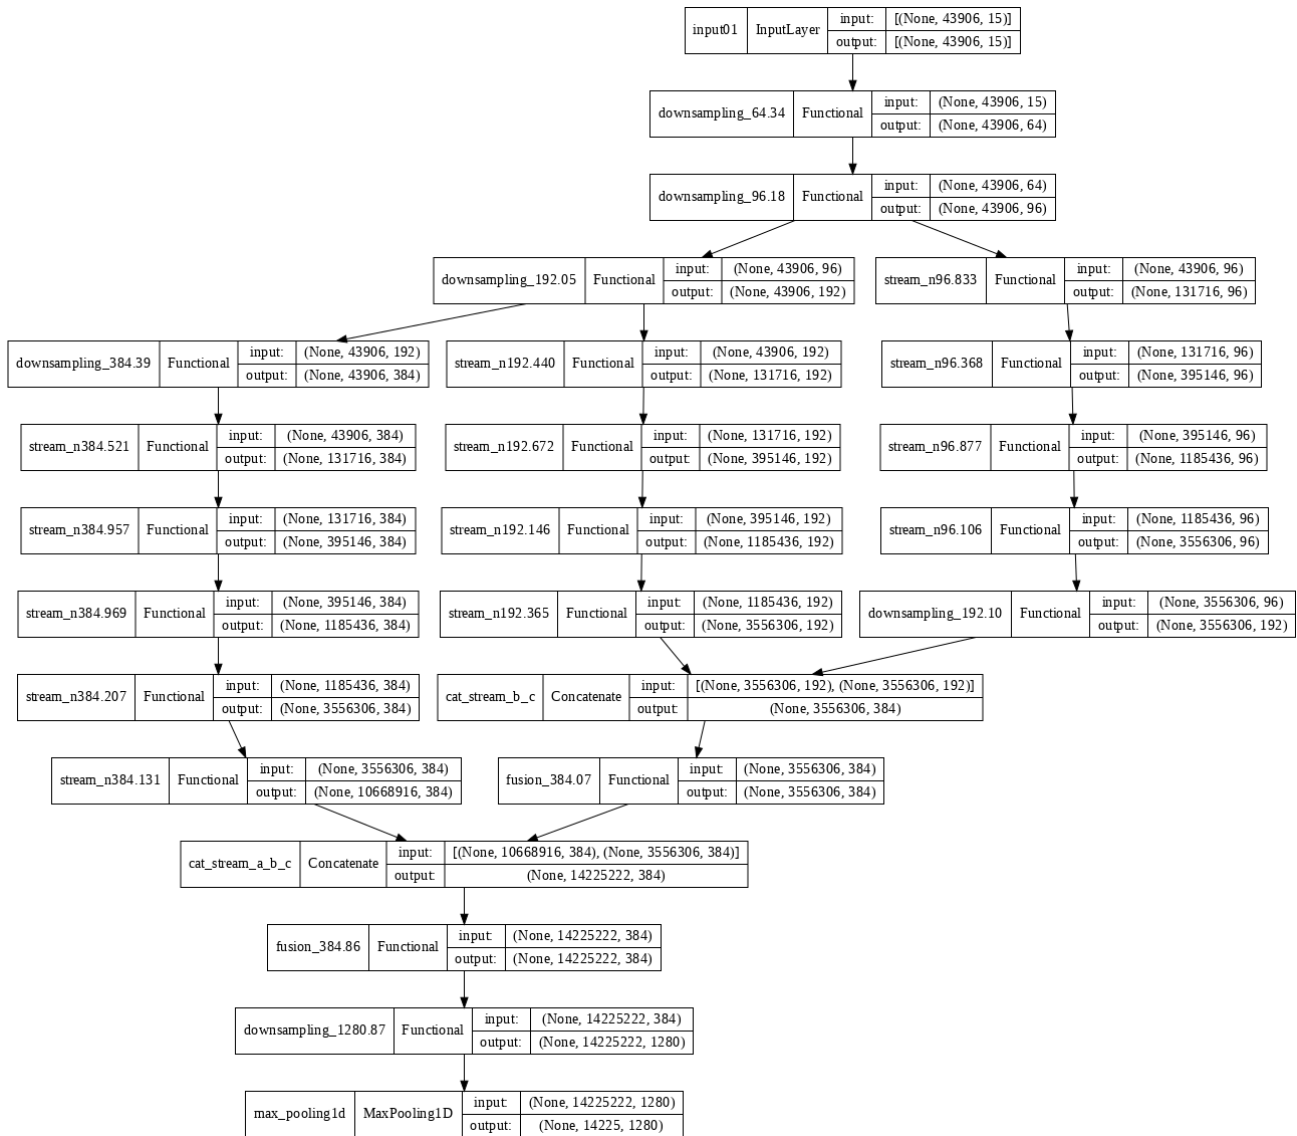 input01 InputLayer input: [(None, 43906, 15)]
output: [(None, 43906, 15)]
downsampling_64.34 Functional input: (None, 43906, 15)
output: (None, 43906, 64)
downsampling_96.18 Functional input: (None, 43906, 64)
output: (None, 43906, 96)
downsampling_192.05 Functional input: (None, 43906, 96)
output: (None, 43906, 192)
stream_n96.833 Functional input: (None, 43906, 96)
output: (None, 131716, 96)
downsampling_384.39 Functional input: (None, 43906, 192)
output: (None, 43906, 384)
stream_n192.440 Functional input: (None, 43906, 192)
output: (None, 131716, 192)
stream_n96.368 Functional input: (None, 131716, 96)
output: (None, 395146, 96)
stream_n384.521 Functional input: (None, 43906, 384)
output: (None, 131716, 384)
stream_n192.672 Functional input: (None, 131716, 192)
output: (None, 395146, 192)
stream_n96.877 Functional input: (None, 395146, 96)
output: (None, 1185436, 96)
stream_n384.957 Functional input: (None, 131716, 384)
output: (None, 395146, 384)
stream_n192.146 Functional input: (None, 395146, 192)
output: (None, 1185436, 192)
stream_n96.106 Functional input: (None, 1185436, 96)
output: (None, 3556306, 96)
stream_n384.969 Functional input: (None, 395146, 384)
output: (None, 1185436, 384)
stream_n192.365 Functional input: (None, 1185436, 192)
output: (None, 3556306, 192)
downsampling_192.10 Functional input: (None, 3556306, 96)
output: (None, 3556306, 192)
stream_n384.207 Functional input: (None, 1185436, 384)
output: (None, 3556306, 384)
cat_stream_b_c Concatenate input: [(None, 3556306, 192), (None, 3556306, 192)]
output: (None, 3556306, 384)
stream_n384.131 Functional input: (None, 3556306, 384)
output: (None, 10668916, 384)
fusion_384.07 Functional input: (None, 3556306, 384)
output: (None, 3556306, 384)
cat_stream_a_b_c Concatenate input: [(None, 10668916, 384), (None, 3556306, 384)]
output: (None, 14225222, 384)
fusion_384.86 Functional input: (None, 14225222, 384)
output: (None, 14225222, 384)
downsampling_1280.87 Functional input: (None, 14225222, 384)
output: (None, 14225222, 1280)
max_pooling1d MaxPooling1D input: (None, 14225222, 1280)
output: (None, 14225, 1280)